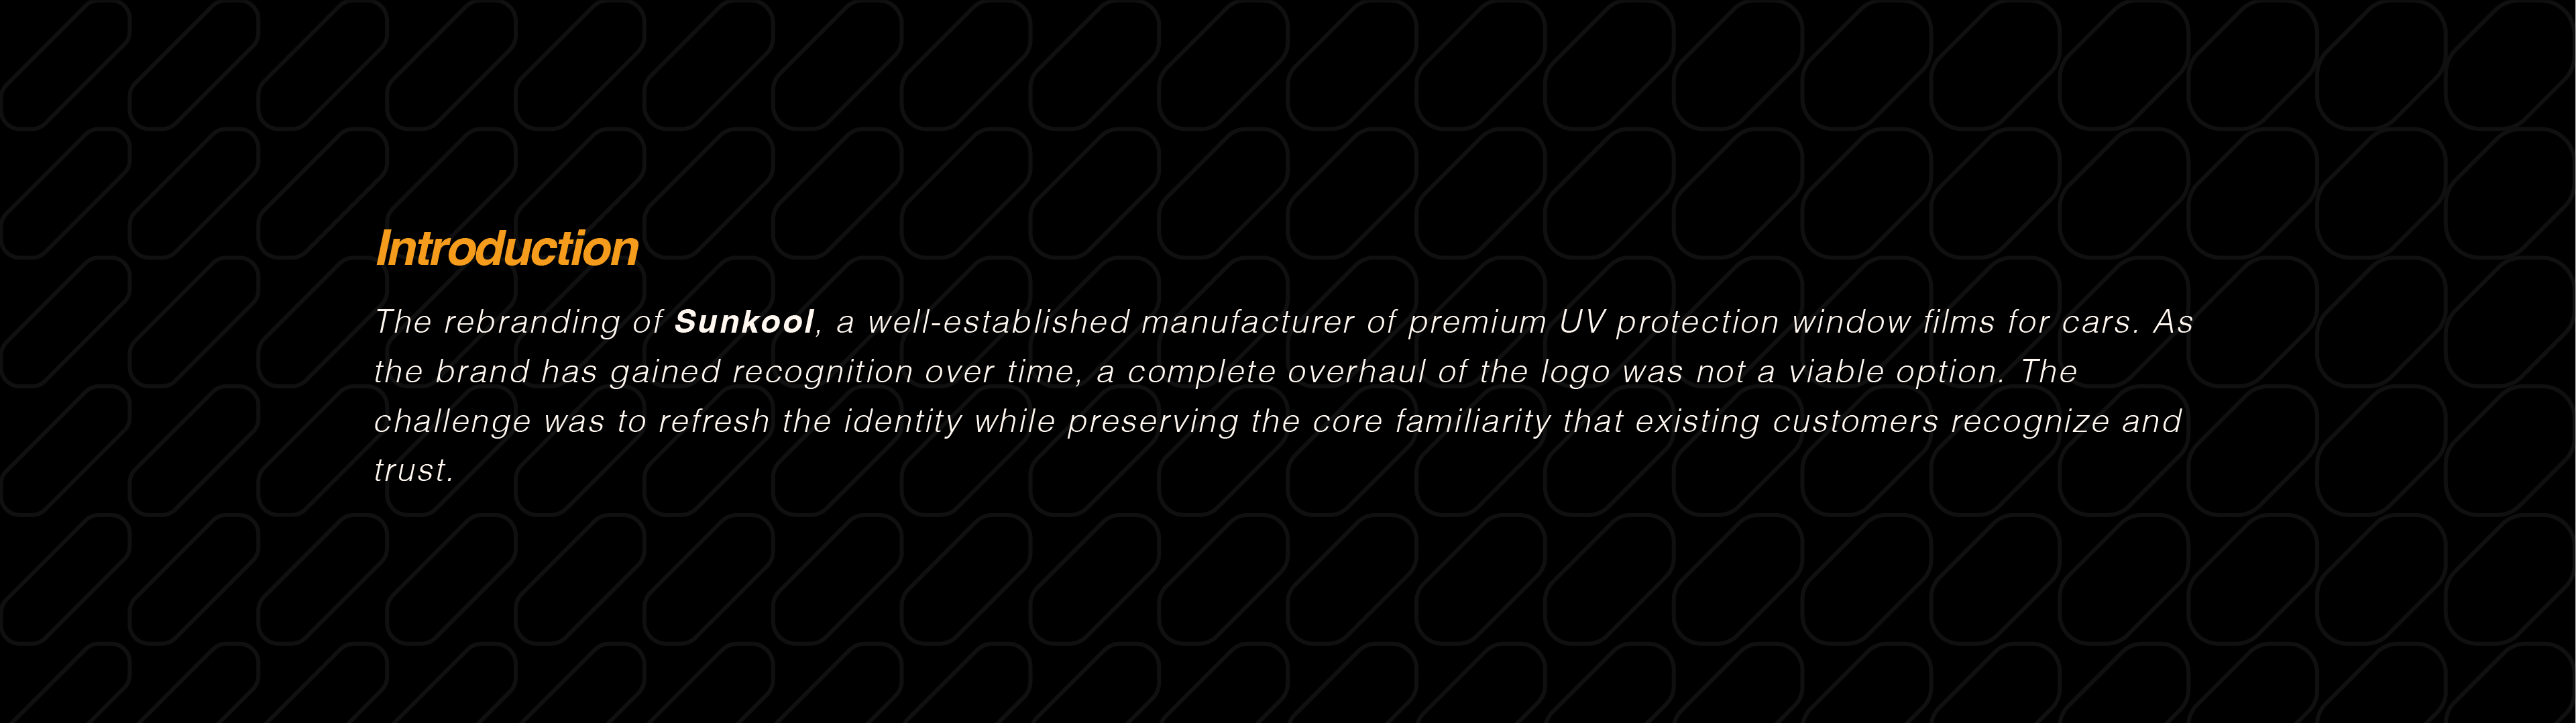 Introduction
The rebranding of Sunkool, a well-established manufacturer of premium UV protection window films for cars. As
the brand has gained recognition over time, a complete overhaul of the logo was not a viable option. The
challenge was to refresh the identity while preserving the core familiarity that existing customers recognize and
trust.